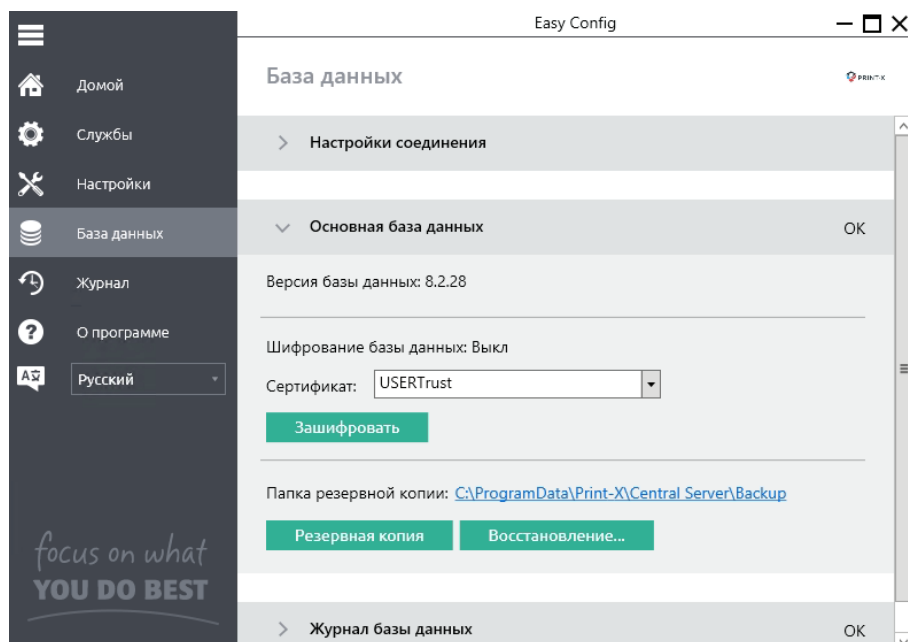 Easy Config
Домой
Службы
Настройки
База данных
Журнал
О программе
Русский
focus on what
YOU DO BEST
База данных
PRINT-X
Настройки соединения
Основная база данных OK
Версия базы данных: 8.2.28
Шифрование базы данных: Выкл
Сертификат: USERTrust
Зашифровать
Папка резервной копии: C:\ProgramData\Print-X\Central Server\Backup
Резервная копия Восстановление...
Журнал базы данных OK